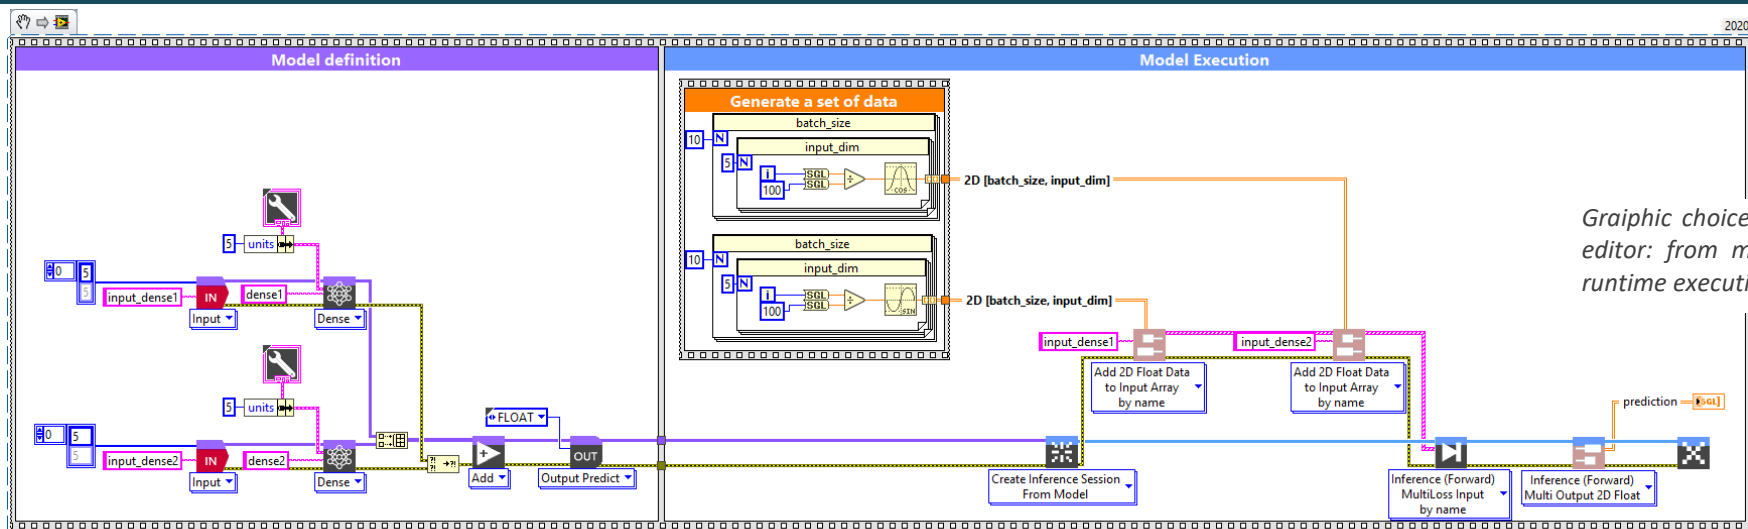 2020
Model definition
Model Execution
Generate a set of data
batch_size
10 N
input_dim
5 N
i
SGL
100
SGL
COS
2D [batch_size, input_dim]
batch_size
10 N
input_dim
5 N
i
SGL
100
SGL
SIN
2D [batch_size, input_dim]
Graiphic choice
editor: from m
runtime executi
5 units
0
5
5
input_dense1
IN
dense1
Input
Dense
5 units
0
5
5
input_dense2
IN
dense2
Input
Dense
FLOAT
Add
OUT
Output Predict
input_dense1
Add 2D Float Data
to Input Array
by name
input_dense2
Add 2D Float Data
to Input Array
by name
prediction
SGL
Create Inference Session
From Model
Inference (Forward)
MultiLoss Input
by name
Inference (Forward)
Multi Output 2D Float